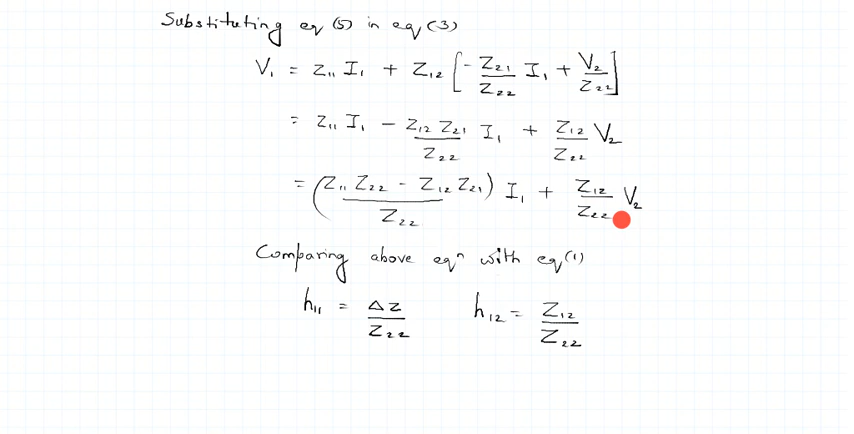 Substituting eq (5) in eq (3)
V₁ = Z₁₁ I₁ + Z₁₂ [ - Z₂₁/Z₂₂ I₁ + V₂/Z₂₂ ]
= Z₁₁ I₁ - Z₁₂ Z₂₁/Z₂₂ I₁ + Z₁₂/Z₂₂ V₂
= (Z₁₁ Z₂₂ - Z₁₂ Z₂₁)/Z₂₂ I₁ + Z₁₂/Z₂₂ V₂
Comparing above eqⁿ with eq (1)
h₁₁ = ΔZ/Z₂₂ h₁₂ = Z₁₂/Z₂₂